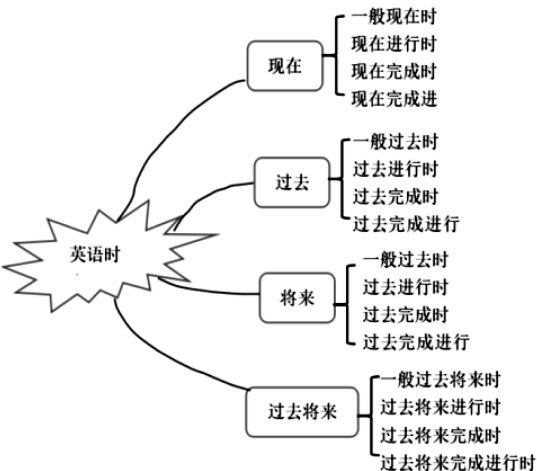 英语时
现在
一般现在时
现在进行时
现在完成时
现在完成进
过去
一般过去时
过去进行时
过去完成时
过去完成进行
将来
一般过去时
过去进行时
过去完成时
过去完成进行
过去将来
一般过去将来时
过去将来进行时
过去将来完成时
过去将来完成进行时